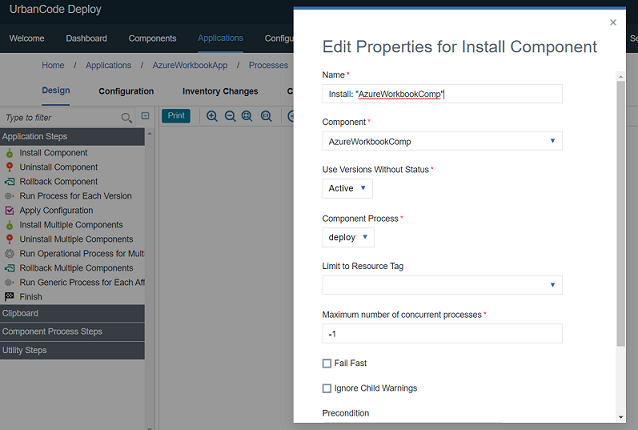 UrbanCode Deploy
Welcome Dashboard Components Applications Configu
Home / Applications / AzureWorkbookApp / Processes /
Design Configuration Inventory Changes C
Type to filter
Print
Application Steps
Install Component
Uninstall Component
Rollback Component
Run Process for Each Version
Apply Configuration
Install Multiple Components
Uninstall Multiple Components
Run Operational Process for Mult
Rollback Multiple Components
Run Generic Process for Each Aff
Finish
Clipboard
Component Process Steps
Utility Steps
Edit Properties for Install Component
Name *
Install: "AzureWorkbookComp"
Component *
AzureWorkbookComp
Use Versions Without Status *
Active
Component Process *
deploy
Limit to Resource Tag
Maximum number of concurrent processes *
-1
Fail Fast
Ignore Child Warnings
Precondition
Se